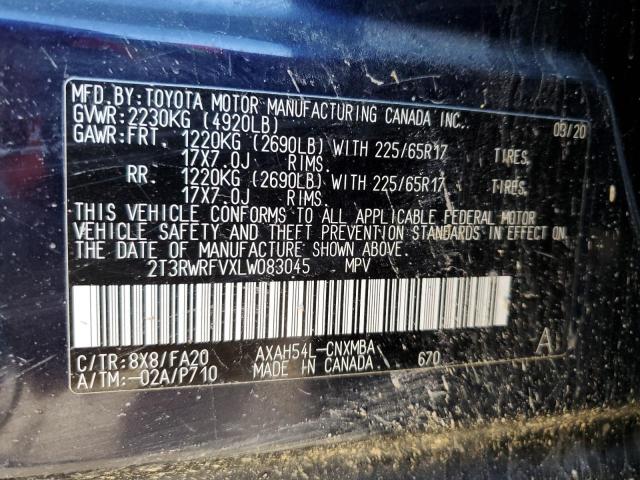 MFD.BY:TOYOTA MOTOR MANUFACTURING CANADA INC. 03/20
GVWR:2230KG (4920LB)
GAWR:FRT. 1220KG (2690LB) WITH 225/65R17 TIRES,
17X7.0J RIMS.
RR 1220KG (2690LB) WITH 225/65R17 TIRES,
17X7.0J RIMS.
THIS VEHICLE CONFORMS TO ALL APPLICABLE FEDERAL MOTOR
VEHICLE SAFETY AND THEFT PREVENTION STANDARDS IN EFFECT ON
THE DATE OF MANUFACTURE SHOWN ABOVE.
2T3RWRFVXLW083045 MPV
C/TR:8X8/FA20 AXAH54L-CNXMBA A
A/TM:-02A/P710 MADE IN CANADA 670